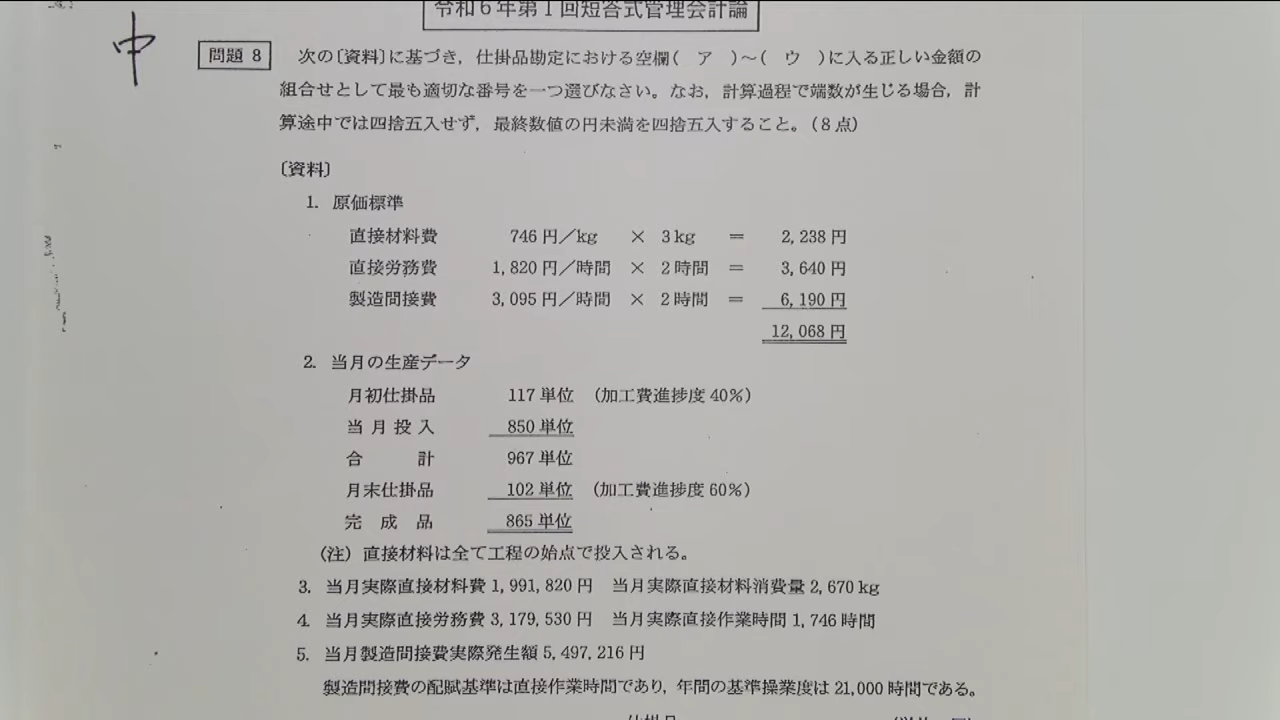 中
令和6年第1回短答式管理会計論
問題 8 次の〔資料〕に基づき，仕掛品勘定における空欄( ア )～( ウ )に入る正しい金額の
組合せとして最も適切な番号を一つ選びなさい。なお，計算過程で端数が生じる場合，計
算途中では四捨五入せず，最終数値の円未満を四捨五入すること。（8点）
〔資料〕
1. 原価標準
直接材料費 746円／kg × 3kg ＝ 2,238円
直接労務費 1,820円／時間 × 2時間 ＝ 3,640円
製造間接費 3,095円／時間 × 2時間 ＝ 6,190円
12,068円
2. 当月の生産データ
月初仕掛品 117単位 （加工費進捗度40％）
当月投入 850単位
合計 967単位
月末仕掛品 102単位 （加工費進捗度60％）
完成品 865単位
（注） 直接材料は全て工程の始点で投入される。
3. 当月実際直接材料費1,991,820円 当月実際直接材料消費量2,670kg
4. 当月実際直接労務費3,179,530円 当月実際直接作業時間1,746時間
5. 当月製造間接費実際発生額5,497,216円
製造間接費の配賦基準は直接作業時間であり，年間の基準操業度は21,000時間である。